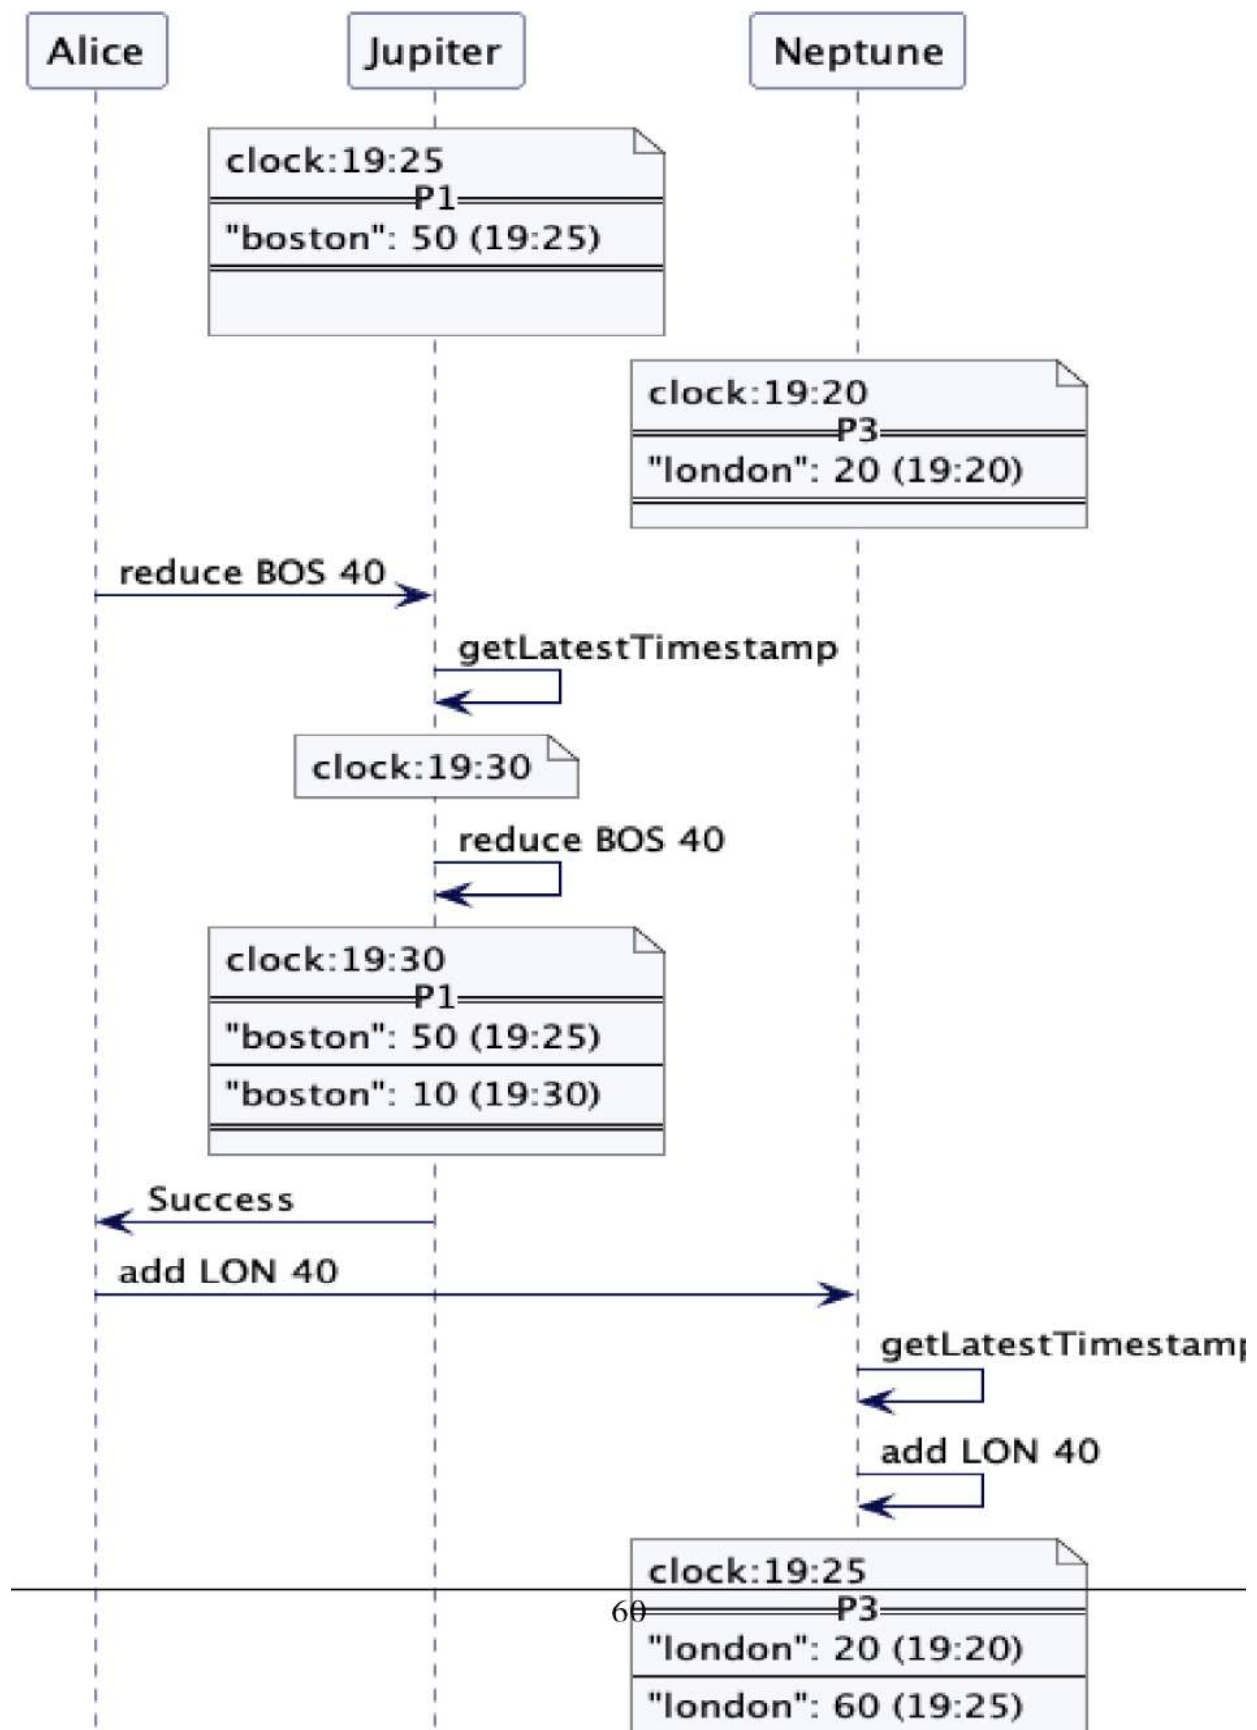 Alice Jupiter Neptune
clock:19:25
P1
"boston": 50 (19:25)
clock:19:20
P3
"london": 20 (19:20)
reduce BOS 40
getLatestTimestamp
clock:19:30
reduce BOS 40
clock:19:30
P1
"boston": 50 (19:25)
"boston": 10 (19:30)
Success
add LON 40
getLatestTimestamp
add LON 40
clock:19:25
60
P3
"london": 20 (19:20)
"london": 60 (19:25)